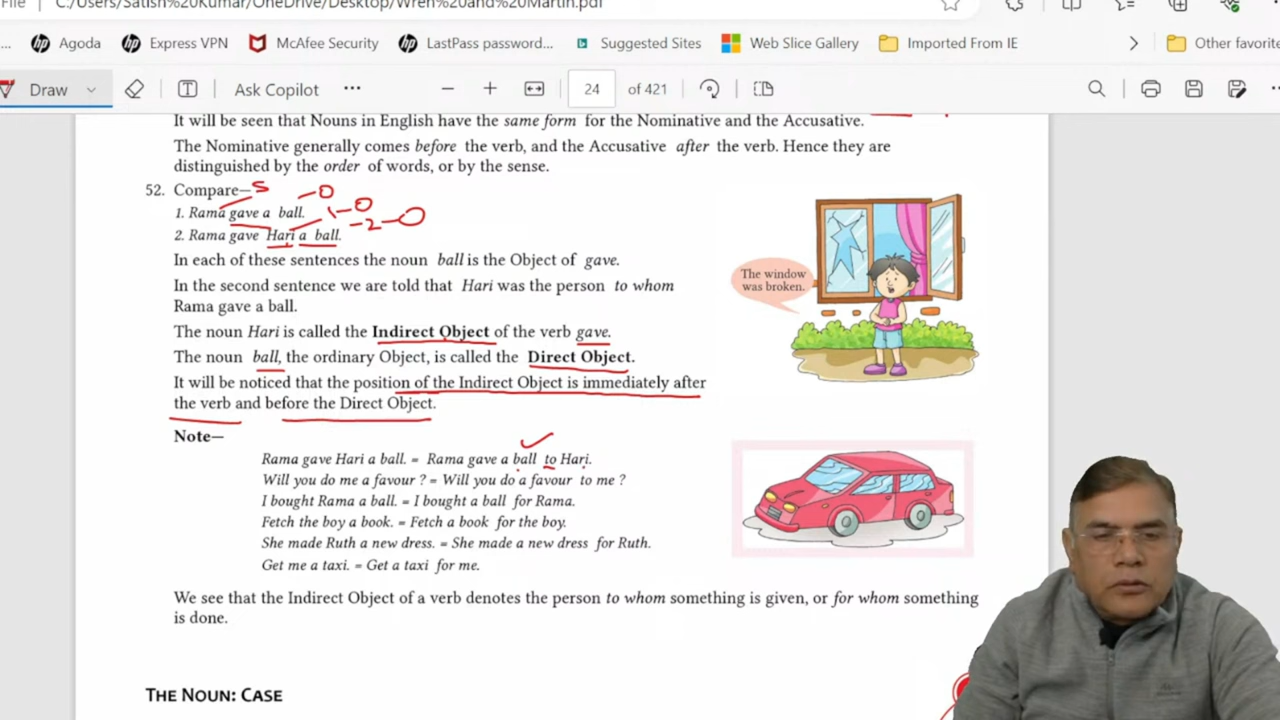 File | C:/Users/Satish%20Kumar/OneDrive/Desktop/Wren%20and%20Martin.pdf
... Agoda Express VPN McAfee Security LastPass password... Suggested Sites Web Slice Gallery Imported From IE Other favorite
Draw Ask Copilot ... 24 of 421
It will be seen that Nouns in English have the same form for the Nominative and the Accusative.
The Nominative generally comes before the verb, and the Accusative after the verb. Hence they are
distinguished by the order of words, or by the sense.
52. Compare— S
1. Rama gave a ball. —O
1—O
2. Rama gave Hari a ball. —2—O
In each of these sentences the noun ball is the Object of gave.
In the second sentence we are told that Hari was the person to whom
Rama gave a ball.
The noun Hari is called the Indirect Object of the verb gave.
The noun ball, the ordinary Object, is called the Direct Object.
It will be noticed that the position of the Indirect Object is immediately after
the verb and before the Direct Object.
The window
was broken.
Note—
Rama gave Hari a ball. = Rama gave a ball to Hari.
Will you do me a favour ? = Will you do a favour to me ?
I bought Rama a ball. = I bought a ball for Rama.
Fetch the boy a book. = Fetch a book for the boy.
She made Ruth a new dress. = She made a new dress for Ruth.
Get me a taxi. = Get a taxi for me.
We see that the Indirect Object of a verb denotes the person to whom something is given, or for whom something
is done.
THE NOUN: CASE